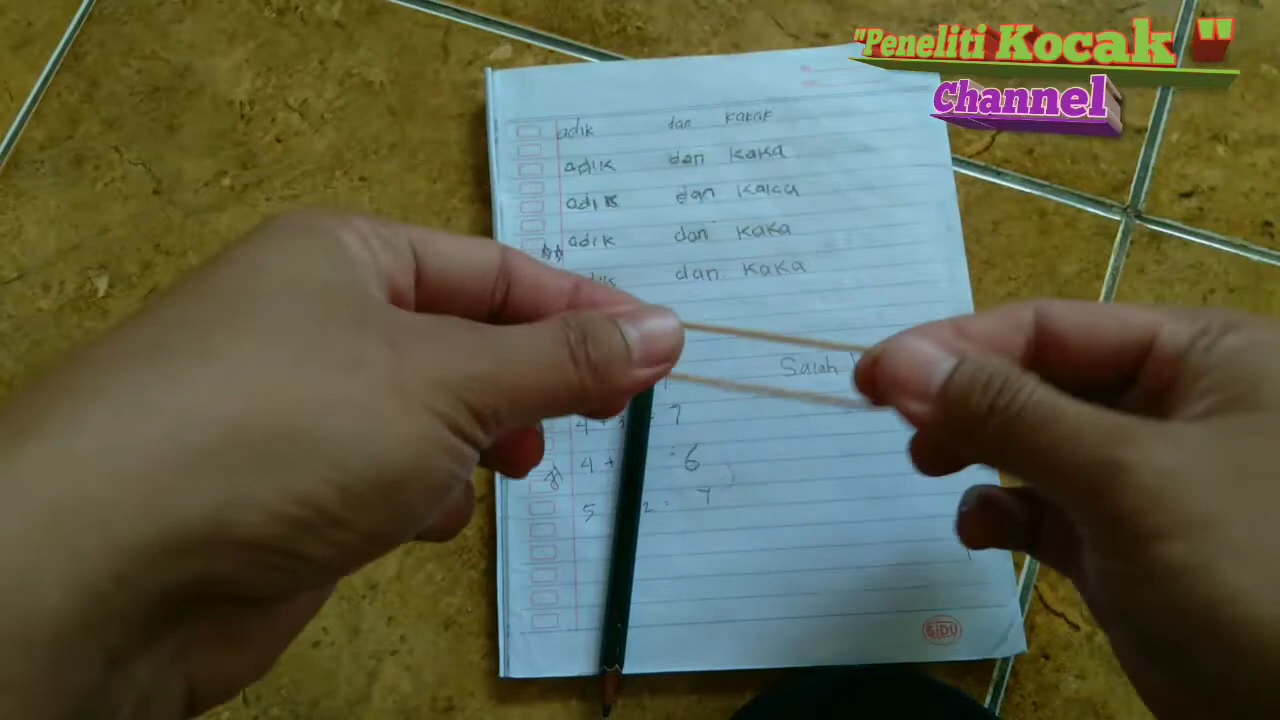 "Peneliti Kocak "
Channel
adik dan kakak
adik dan kaka
adik dan kaka
adik dan kaka
dan kaka
Salah
4 + 3 = 7
4 + : 6
5 2 : 7
SiDU